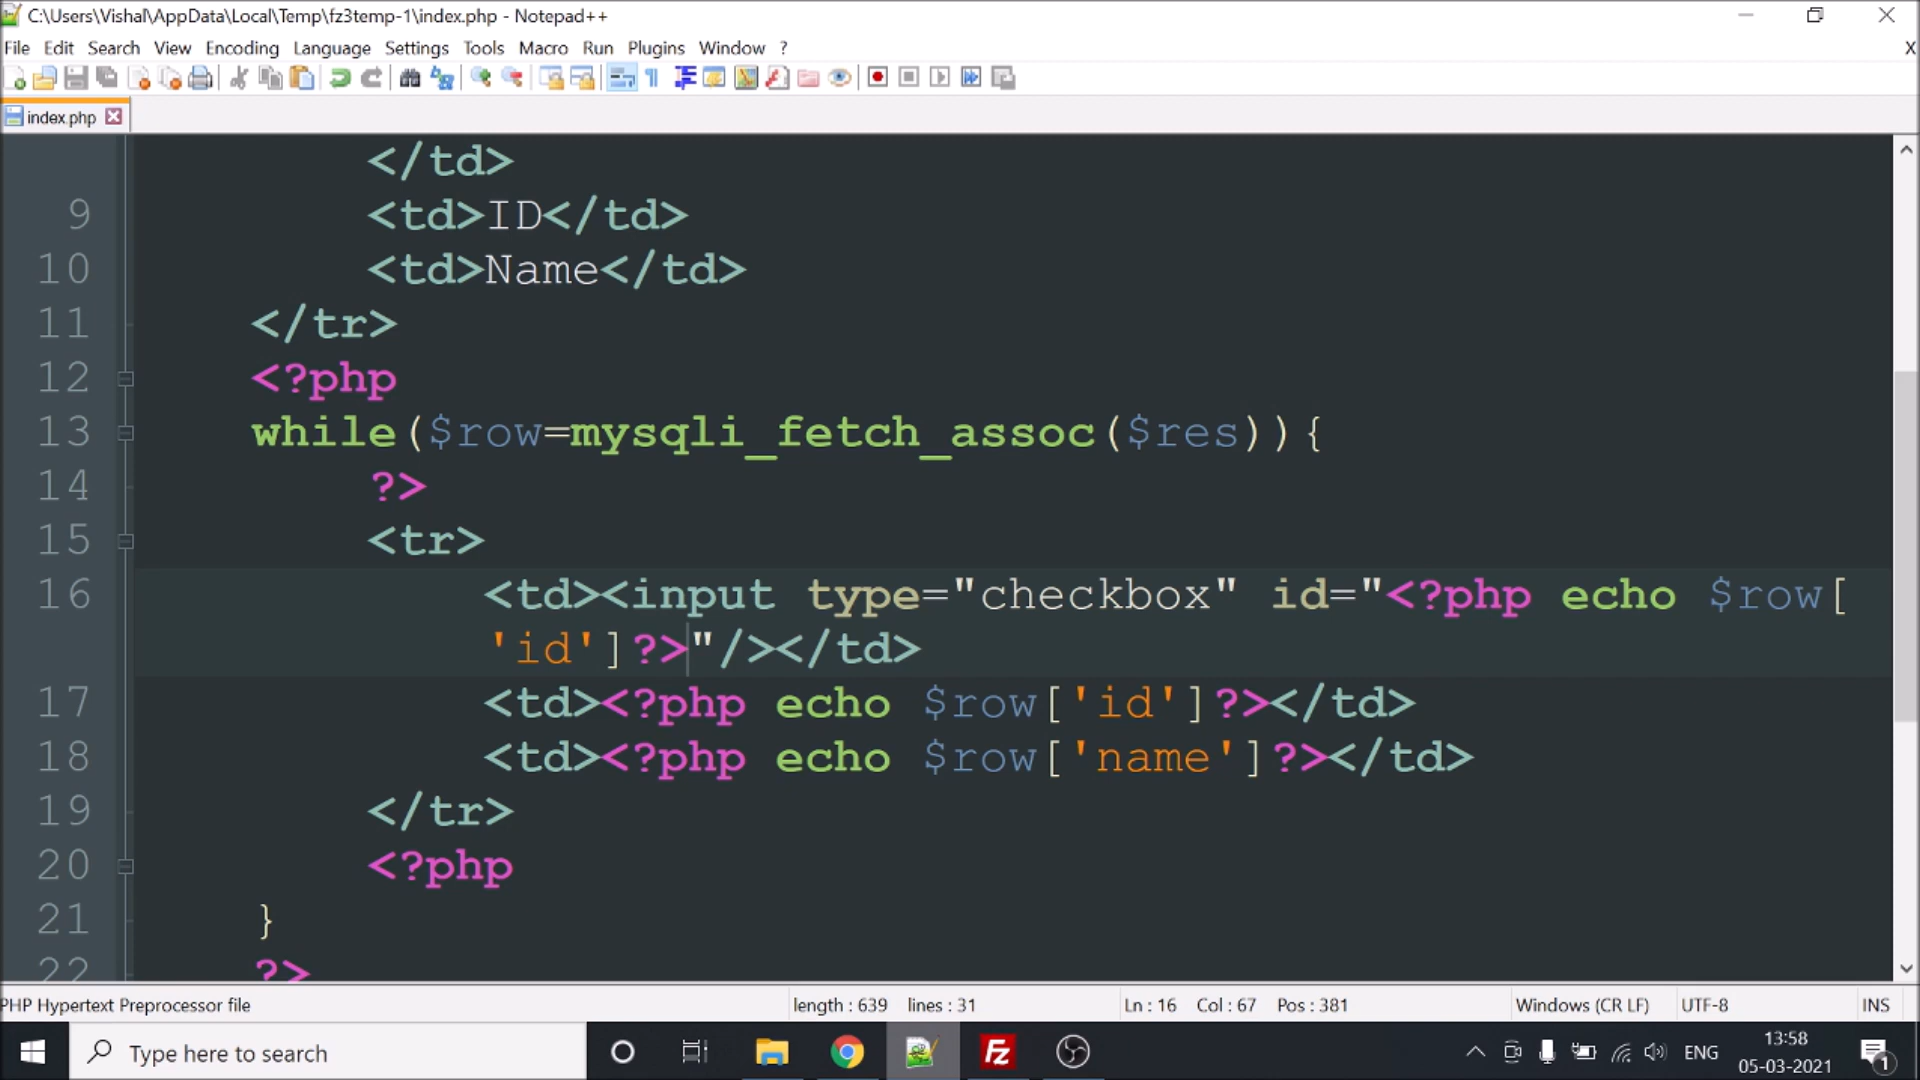 C:\Users\Vishal\AppData\Local\Temp\fz3temp-1\index.php - Notepad++
File Edit Search View Encoding Language Settings Tools Macro Run Plugins Window ? X
index.php
</td>
9 <td>ID</td>
10 <td>Name</td>
11 </tr>
12 <?php
13 while($row=mysqli_fetch_assoc($res)){
14 ?>
15 <tr>
16 <td><input type="checkbox" id="<?php echo $row[
'id']?>"/></td>
17 <td><?php echo $row['id']?></td>
18 <td><?php echo $row['name']?></td>
19 </tr>
20 <?php
21 }
22 ?>
PHP Hypertext Preprocessor file length : 639 lines : 31 Ln : 16 Col : 67 Pos : 381 Windows (CR LF) UTF-8 INS
Type here to search
Fz
ENG
13:58
05-03-2021
1